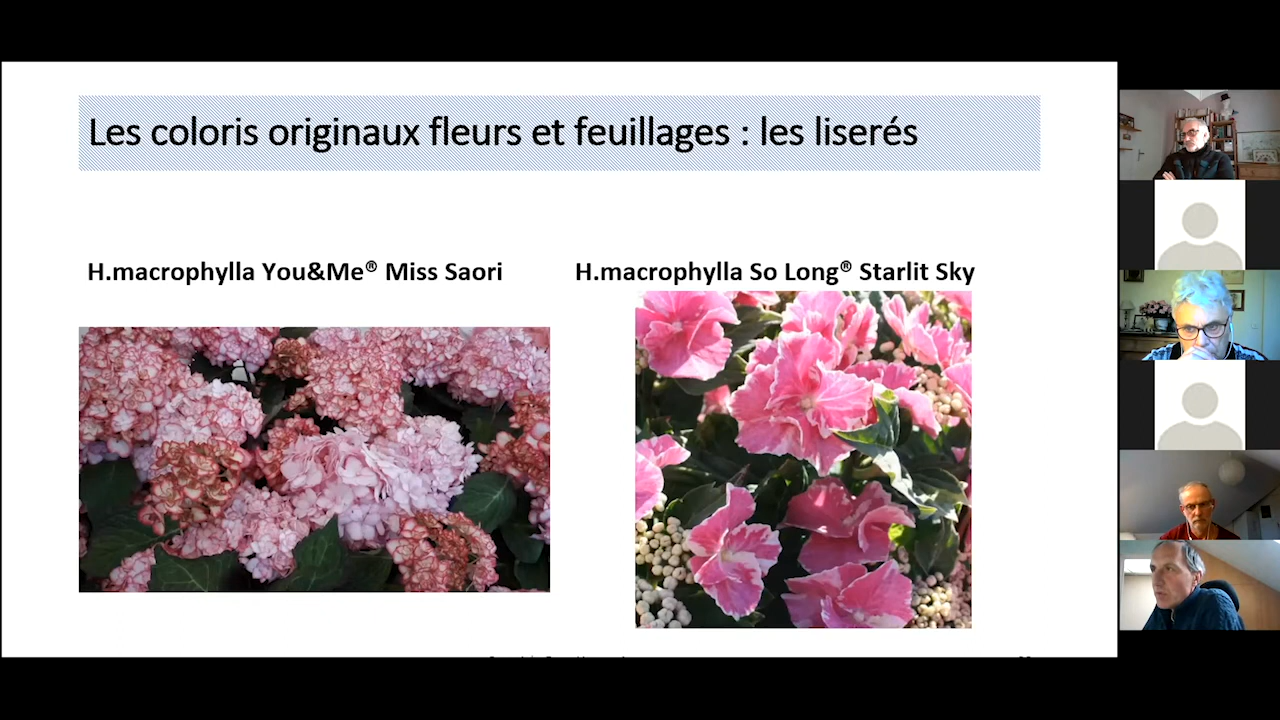 Les coloris originaux fleurs et feuillages : les liserés
H.macrophylla You&Me® Miss Saori
H.macrophylla So Long® Starlit Sky